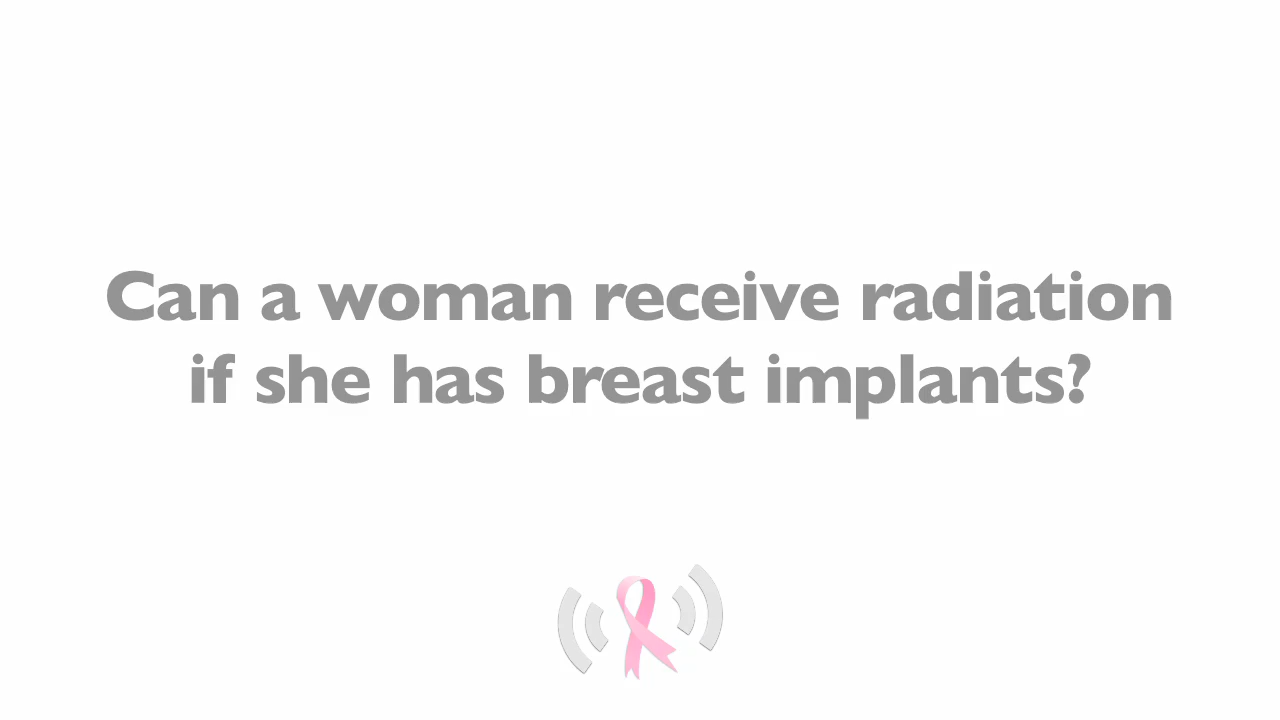 Can a woman receive radiation
if she has breast implants?